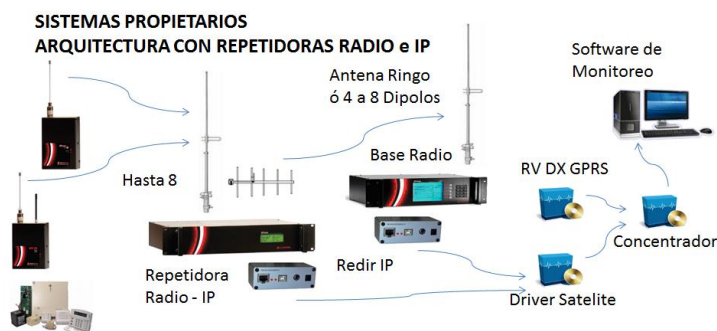 SISTEMAS PROPIETARIOS
ARQUITECTURA CON REPETIDORAS RADIO e IP
Software de
Monitoreo
Antena Ringo
ó 4 a 8 Dipolos
Base Radio
RV DX GPRS
Hasta 8
Concentrador
Redir IP
Repetidora
Radio - IP
Driver Satelite